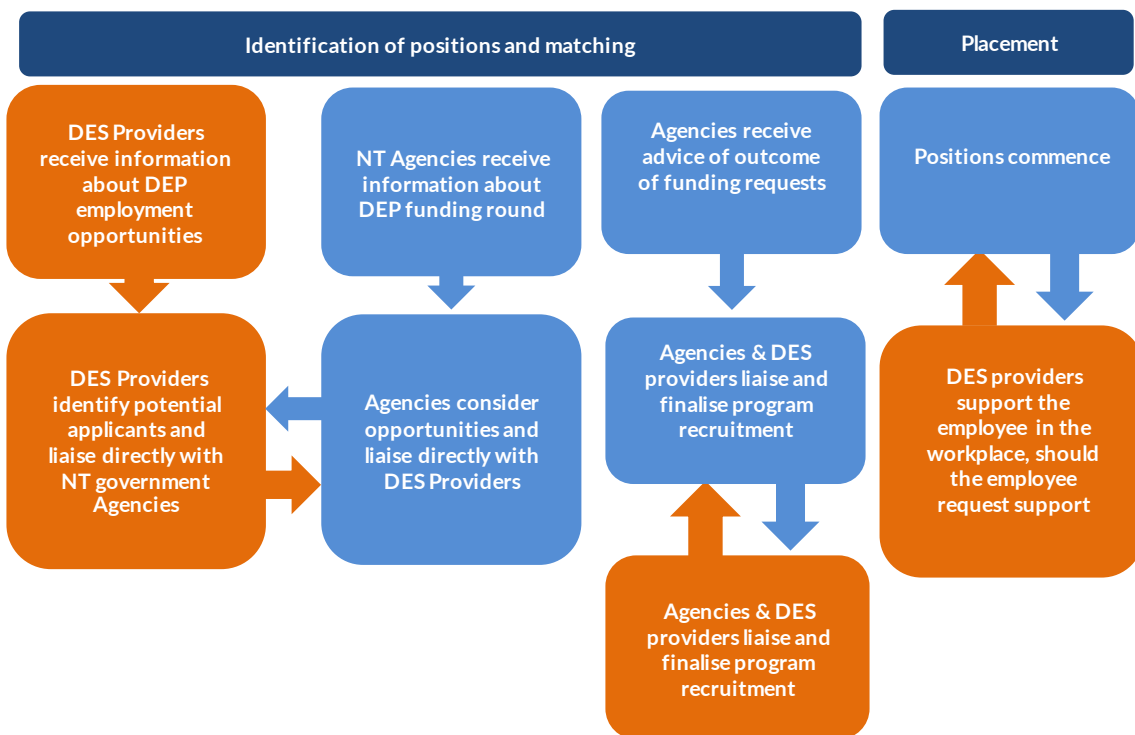 Identification of positions and matching
Placement
DES Providers
receive information
about DEP
employment
opportunities
NT Agencies receive
information about
DEP funding round
Agencies receive
advice of outcome
of funding requests
Positions commence
DES Providers
identify potential
applicants and
liaise directly with
NT government
Agencies
Agencies consider
opportunities and
liaise directly with
DES Providers
Agencies & DES
providers liaise and
finalise program
recruitment
DES providers
support the
employee in the
workplace, should
the employee
request support
Agencies & DES
providers liaise and
finalise program
recruitment